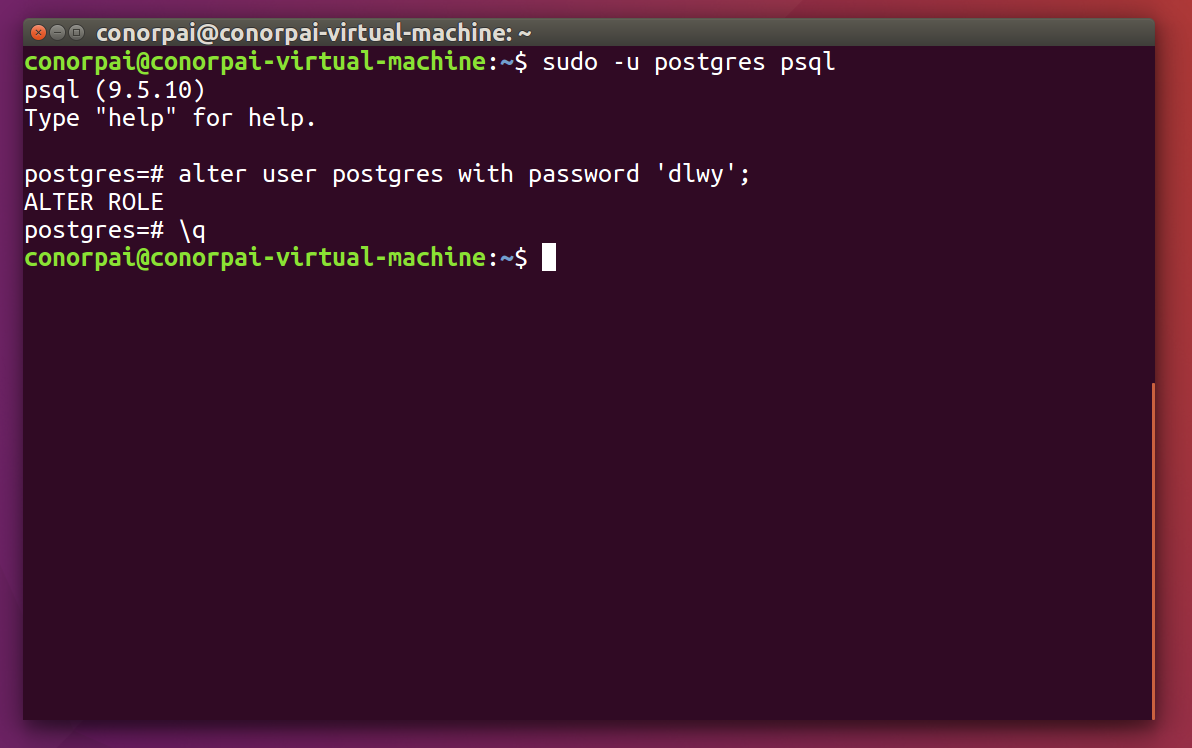 conorpai@conorpai-virtual-machine: ~
conorpai@conorpai-virtual-machine:~$ sudo -u postgres psql
psql (9.5.10)
Type "help" for help.
postgres=# alter user postgres with password 'dlwy';
ALTER ROLE
postgres=# \q
conorpai@conorpai-virtual-machine:~$